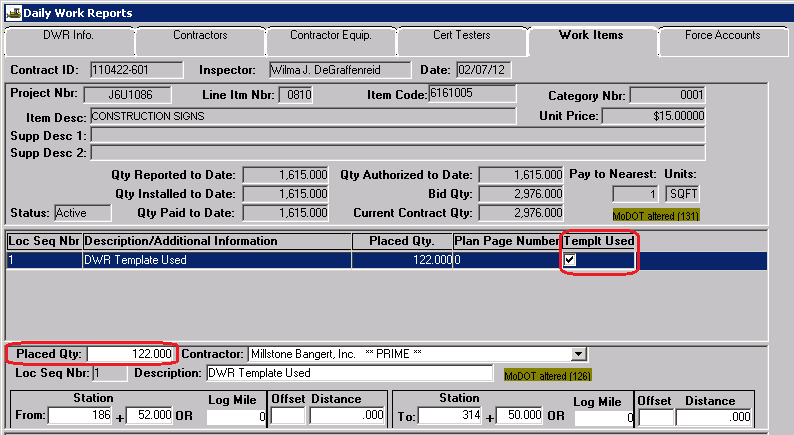 Daily Work Reports
DWR Info. Contractors Contractor Equip. Cert Testers Work Items Force Accounts
Contract ID: 110422-601 Inspector: Wilma J. DeGraffenreid Date: 02/07/12
Project Nbr: J6U1086 Line Itm Nbr: 0810 Item Code: 6161005 Category Nbr: 0001
Item Desc: CONSTRUCTION SIGNS Unit Price: $15.00000
Supp Desc 1:
Supp Desc 2:
Qty Reported to Date: 1,615.000 Qty Authorized to Date: 1,615.000 Pay to Nearest: Units:
Qty Installed to Date: 1,615.000 Bid Qty: 2,976.000 1 SQFT
Status: Active Qty Paid to Date: 1,615.000 Current Contract Qty: 2,976.000 MoDOT altered (131)
Loc Seq Nbr Description/Additional Information Placed Qty. Plan Page Number Templt Used
1 DWR Template Used 122.000 0
Placed Qty: 122.000 Contractor: Millstone Bangert, Inc. ** PRIME **
Loc Seq Nbr: 1 Description: DWR Template Used MoDOT altered (126)
Station Log Mile Offset Distance Station Log Mile Offset Distance
From: 186 + 52.000 OR 0 .000 To: 314 + 50.000 OR 0 .000